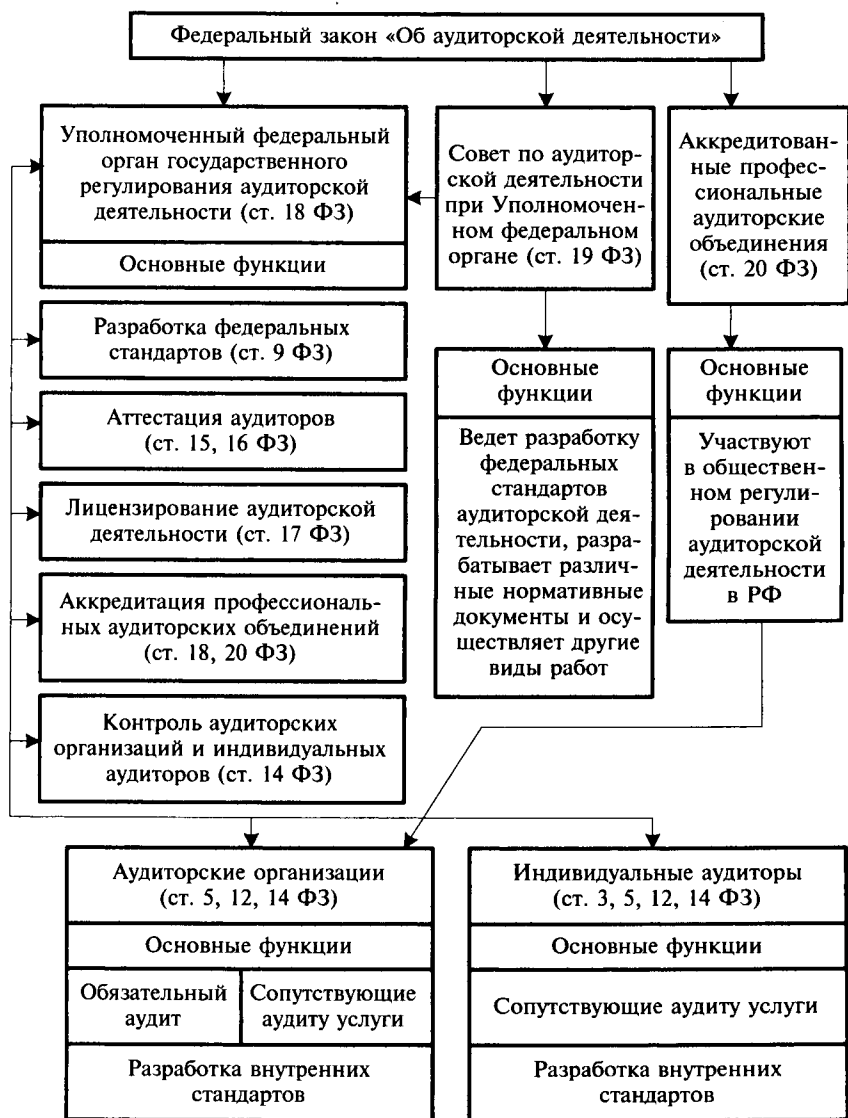 Федеральный закон «Об аудиторской деятельности»
Уполномоченный федеральный
орган государственного
регулирования аудиторской
деятельности (ст. 18 ФЗ)
Основные функции
Разработка федеральных
стандартов (ст. 9 ФЗ)
Аттестация аудиторов
(ст. 15, 16 ФЗ)
Лицензирование аудиторской
деятельности (ст. 17 ФЗ)
Аккредитация профессиональ-
ных аудиторских объединений
(ст. 18, 20 ФЗ)
Контроль аудиторских
организаций и индивидуальных
аудиторов (ст. 14 ФЗ)
Совет по аудитор-
ской деятельности
при Уполномочен-
ном федеральном
органе (ст. 19 ФЗ)
Основные
функции
Ведет разработку
федеральных
стандартов
аудиторской дея-
тельности, разра-
батывает различ-
ные нормативные
документы и осу-
ществляет другие
виды работ
Аккредитован-
ные профес-
сиональные
аудиторские
объединения
(ст. 20 ФЗ)
Основные
функции
Участвуют
в обществен-
ном регули-
ровании
аудиторской
деятельности
в РФ
Аудиторские организации
(ст. 5, 12, 14 ФЗ)
Основные функции
Обязательный
аудит
Сопутствующие
аудиту услуги
Разработка внутренних
стандартов
Индивидуальные аудиторы
(ст. 3, 5, 12, 14 ФЗ)
Основные функции
Сопутствующие аудиту услуги
Разработка внутренних
стандартов